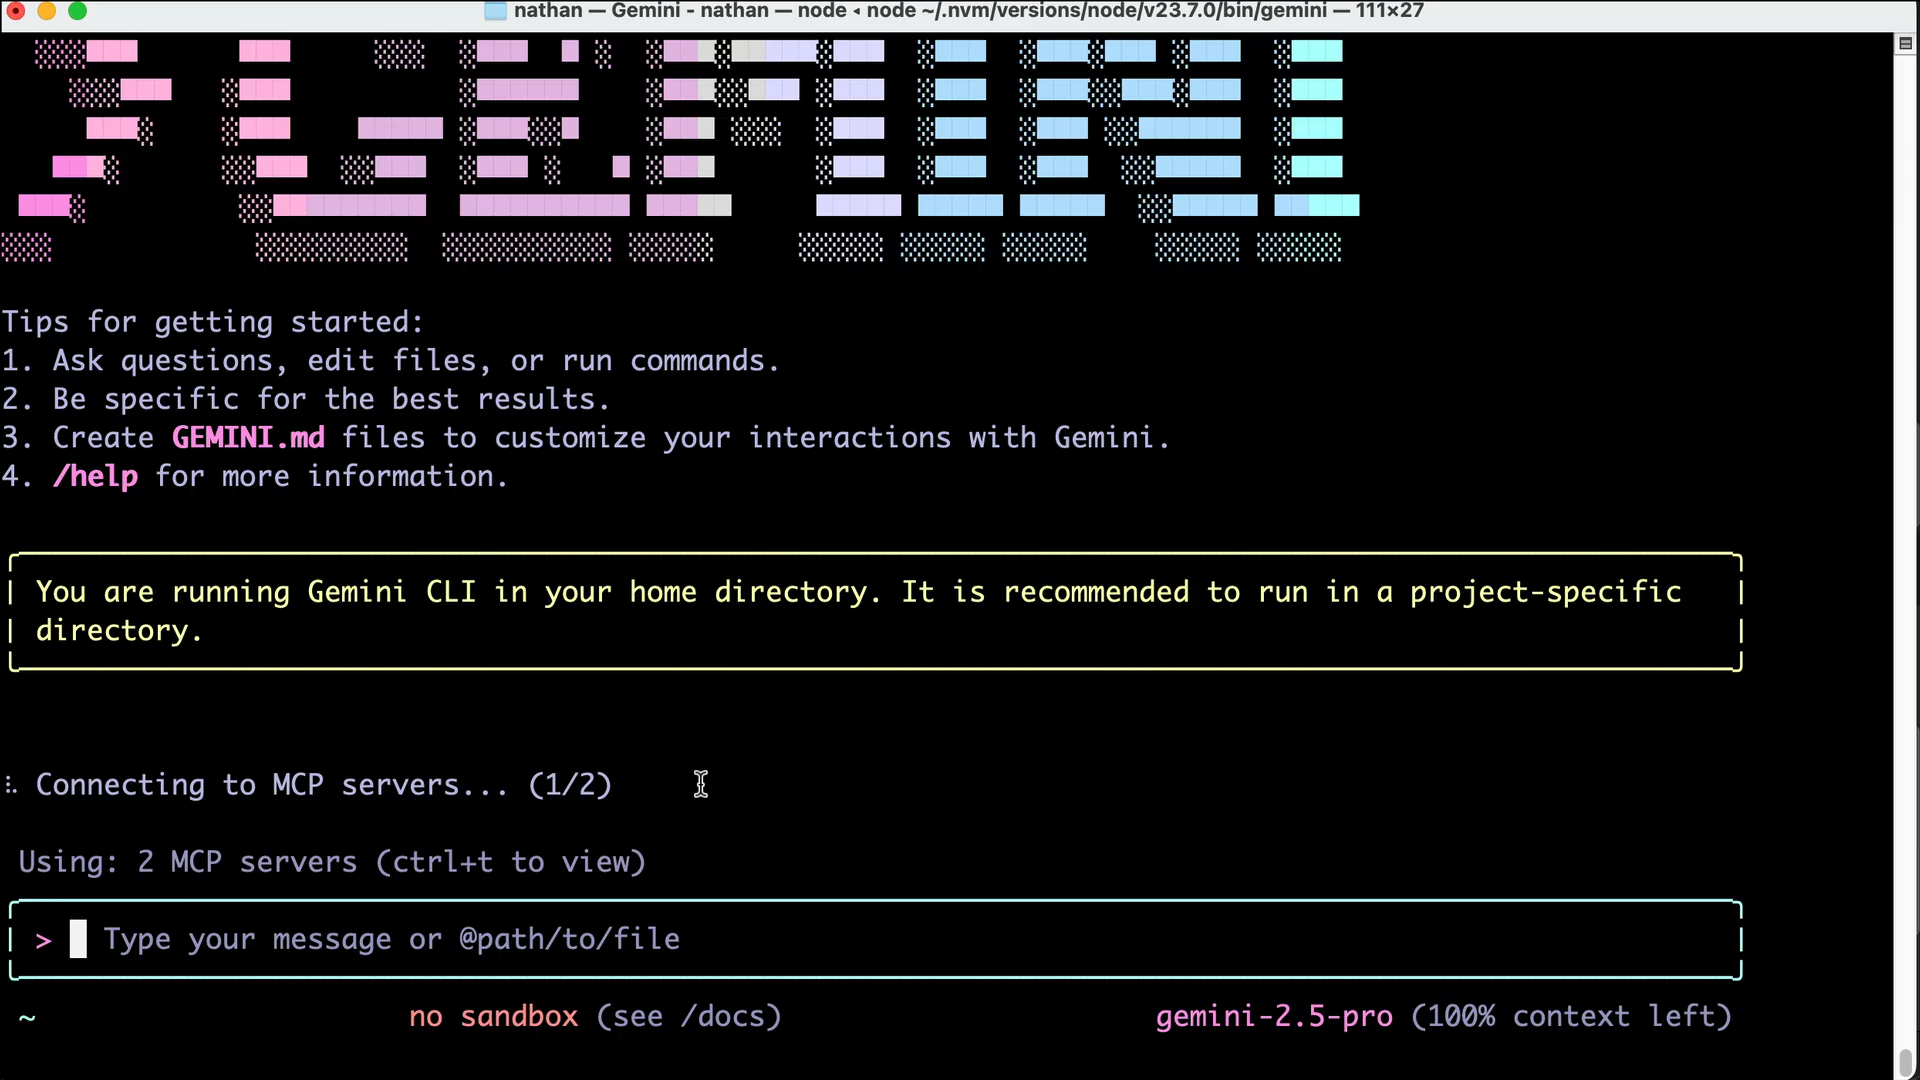 nathan — Gemini - nathan — node ◂ node ~/.nvm/versions/node/v23.7.0/bin/gemini — 111×27
GEMINI
Tips for getting started:
1. Ask questions, edit files, or run commands.
2. Be specific for the best results.
3. Create GEMINI.md files to customize your interactions with Gemini.
4. /help for more information.
You are running Gemini CLI in your home directory. It is recommended to run in a project-specific
directory.
Connecting to MCP servers... (1/2)
Using: 2 MCP servers (ctrl+t to view)
> Type your message or @path/to/file
~ no sandbox (see /docs) gemini-2.5-pro (100% context left)